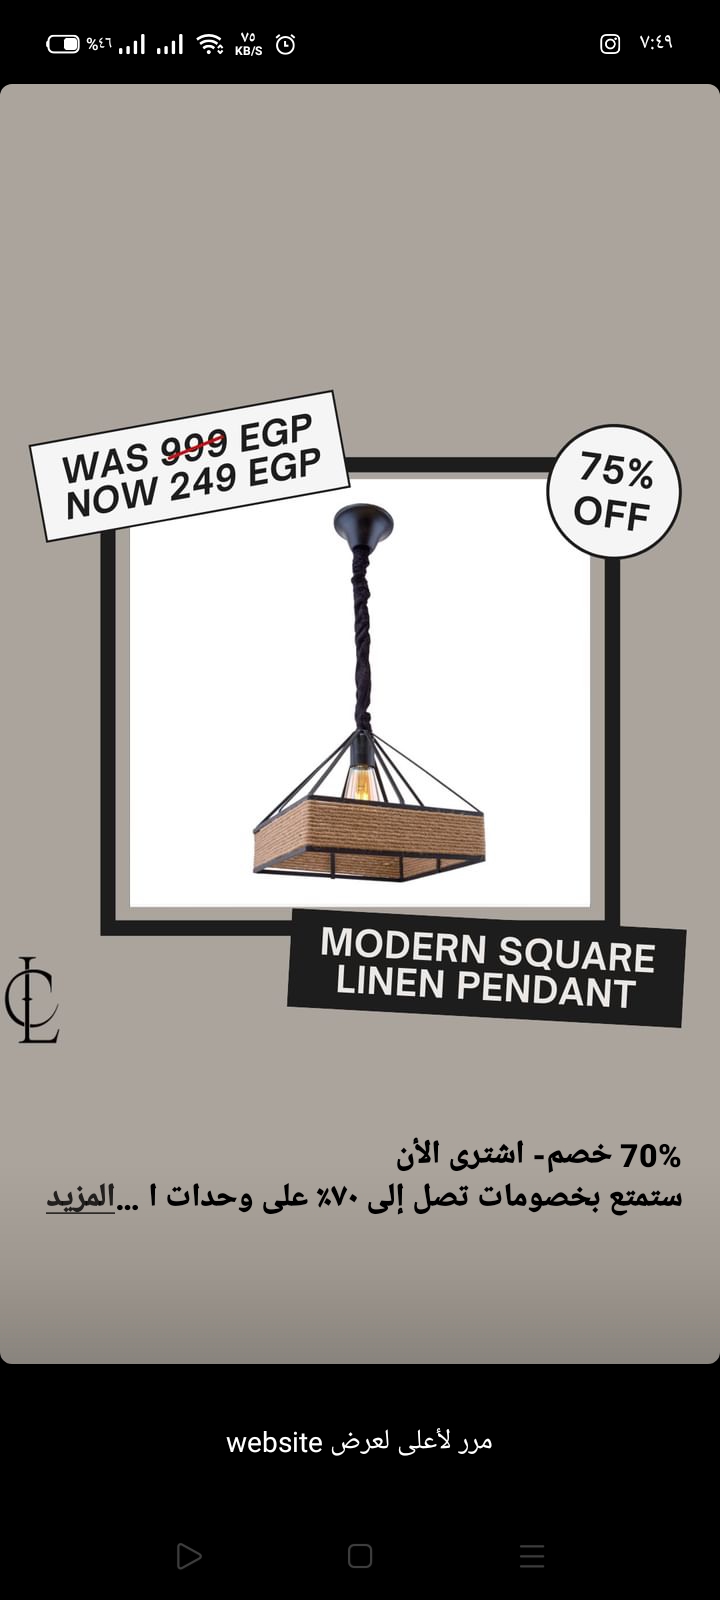 %٤٦
٧٥
KB/S
٧:٤٩
WAS 999 EGP
NOW 249 EGP
75%
OFF
MODERN SQUARE
LINEN PENDANT
CL
70% خصم- اشترى الأن
ستمتع بخصومات تصل إلى ٧٠٪ على وحدات ا ...المزيد
مرر لأعلى لعرض website